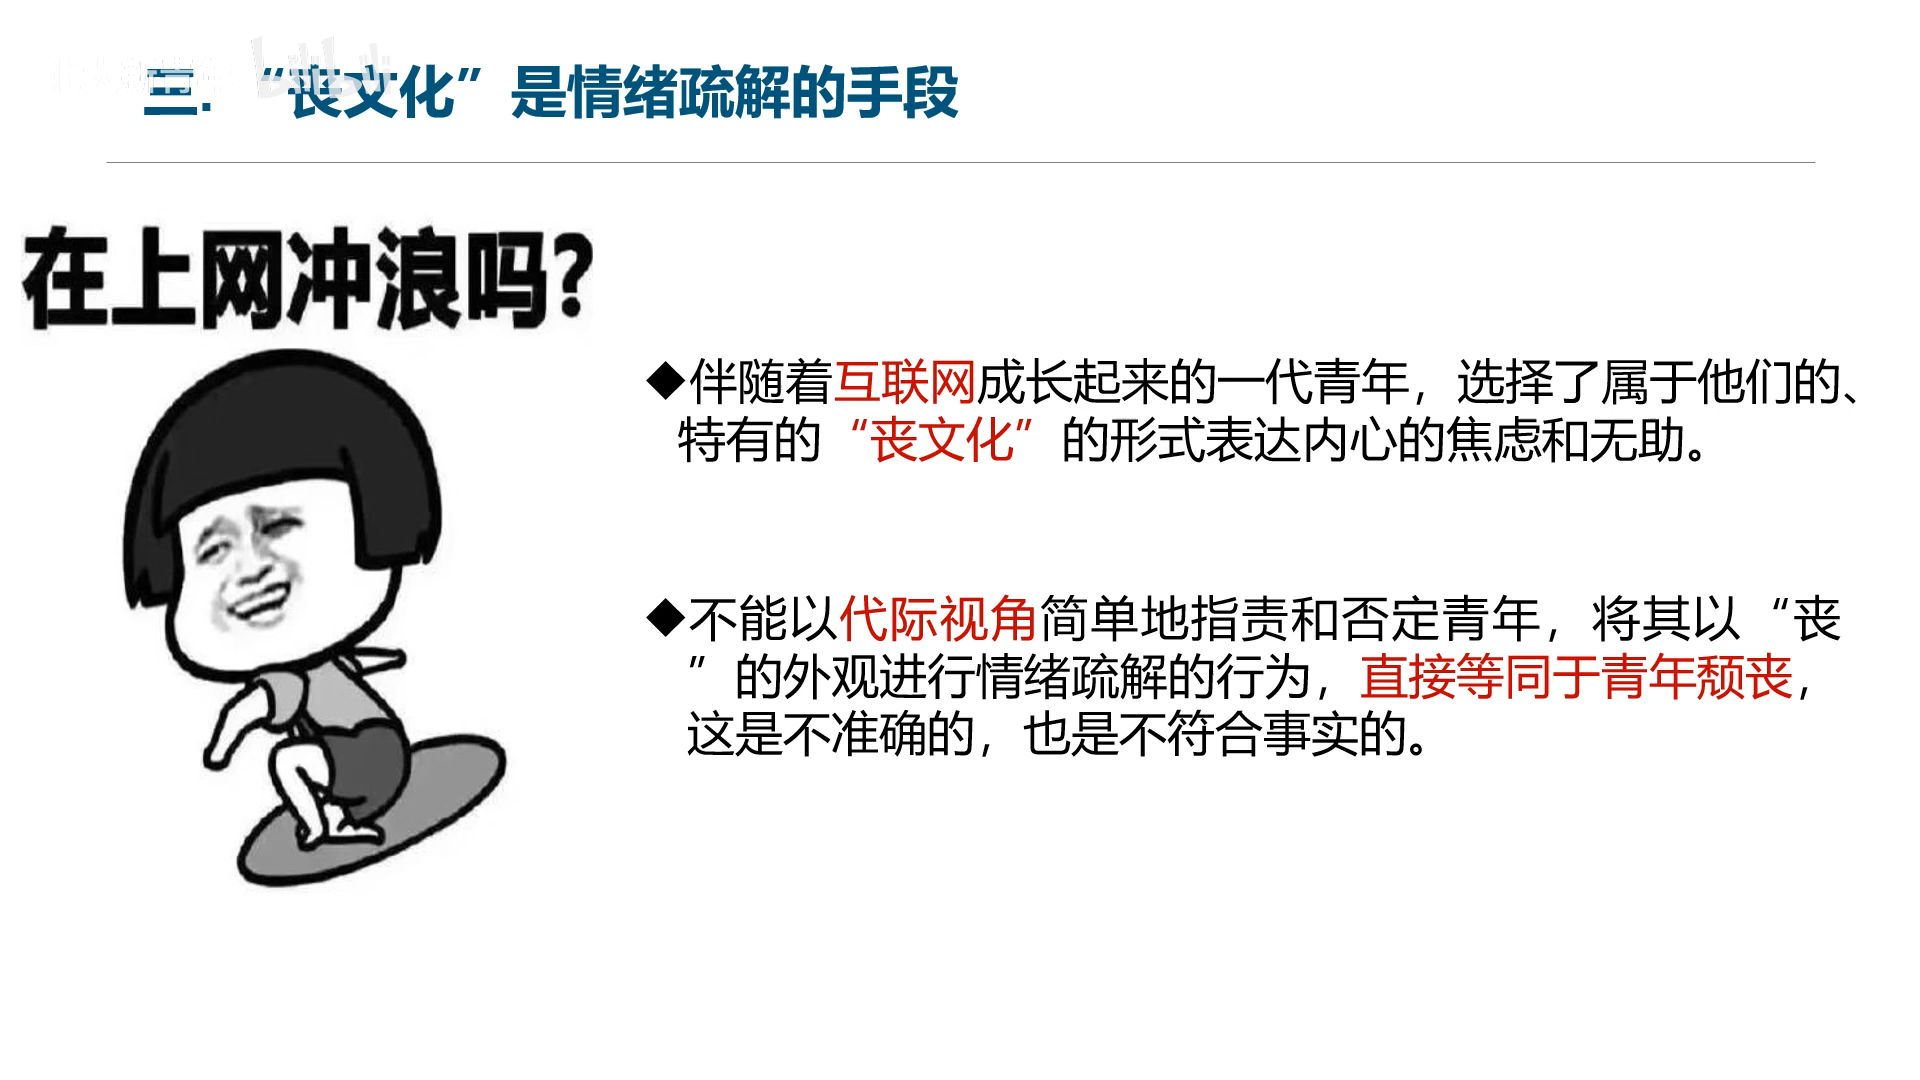 三. “丧文化”是情绪疏解的手段
bilibili
在上网冲浪吗?
◆伴随着互联网成长起来的一代青年，选择了属于他们的、
特有的“丧文化”的形式表达内心的焦虑和无助。
◆不能以代际视角简单地指责和否定青年，将其以“丧
”的外观进行情绪疏解的行为，直接等同于青年颓丧，
这是不准确的，也是不符合事实的。